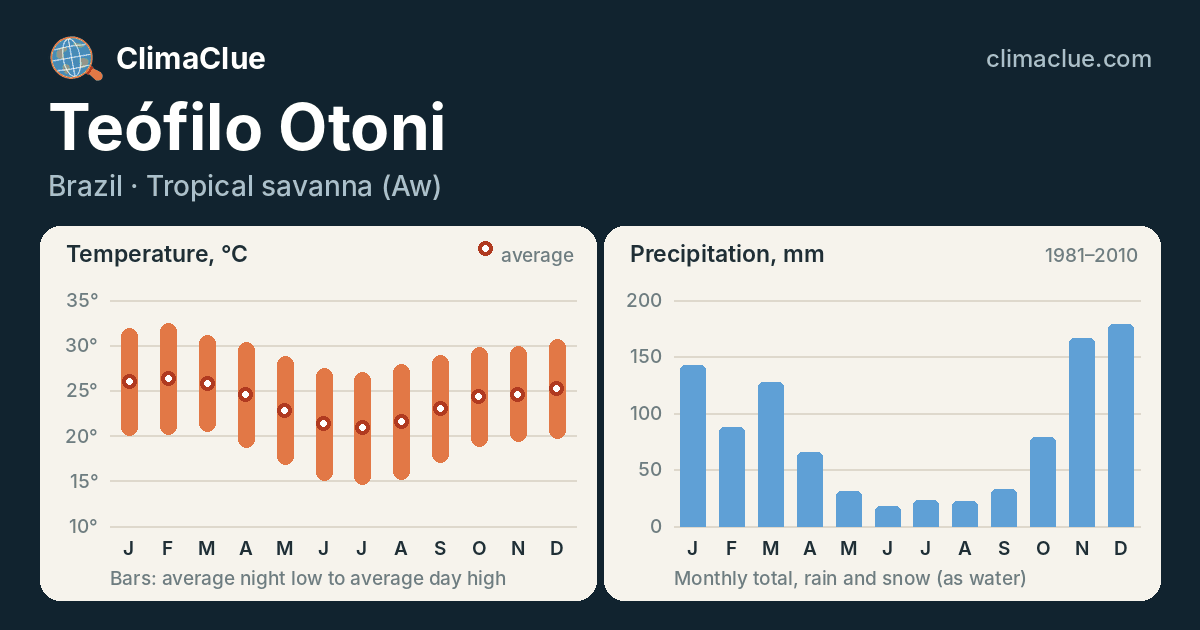 ClimaClue
climaclue.com
Teófilo Otoni
Brazil · Tropical savanna (Aw)
Temperature, °C
average
35°
30°
25°
20°
15°
10°
J F M A M J J A S O N D
Bars: average night low to average day high
Precipitation, mm
1981–2010
200
150
100
50
0
J F M A M J J A S O N D
Monthly total, rain and snow (as water)